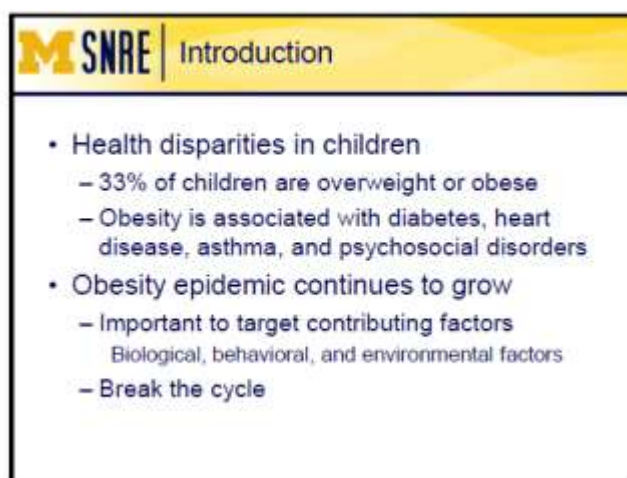 M SNRE Introduction
• Health disparities in children
– 33% of children are overweight or obese
– Obesity is associated with diabetes, heart
disease, asthma, and psychosocial disorders
• Obesity epidemic continues to grow
– Important to target contributing factors
Biological, behavioral, and environmental factors
– Break the cycle